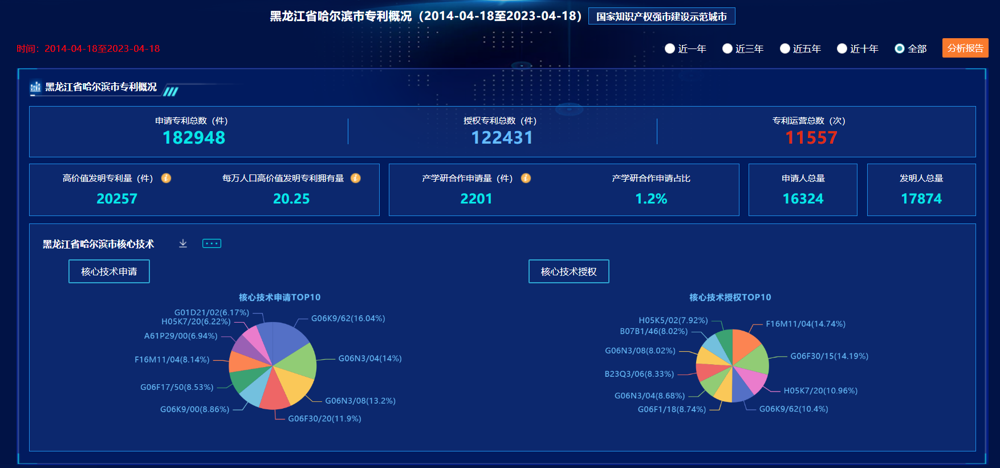 黑龙江省哈尔滨市专利概况（2014-04-18至2023-04-18） 国家知识产权强市建设示范城市
时间：2014-04-18至2023-04-18 近一年 近三年 近五年 近十年 全部 分析报告
黑龙江省哈尔滨市专利概况
申请专利总数（件） 授权专利总数（件） 专利运营总数（次）
182948 122431 11557
高价值发明专利量（件） i 每万人口高价值发明专利拥有量 i 产学研合作申请量（件） i 产学研合作申请占比 申请人总量 发明人总量
20257 20.25 2201 1.2% 16324 17874
黑龙江省哈尔滨市核心技术
核心技术申请
核心技术申请TOP10
G06K9/62(16.04%)
G06N3/04(14%)
G06N3/08(13.2%)
G06F30/20(11.9%)
G06K9/00(8.86%)
G06F17/50(8.53%)
F16M11/04(8.14%)
A61P29/00(6.94%)
H05K7/20(6.22%)
G01D21/02(6.17%)
核心技术授权
核心技术授权TOP10
F16M11/04(14.74%)
G06F30/15(14.19%)
H05K7/20(10.96%)
G06K9/62(10.4%)
G06F1/18(8.74%)
G06N3/04(8.68%)
B23Q3/06(8.33%)
G06N3/08(8.02%)
B07B1/46(8.02%)
H05K5/02(7.92%)